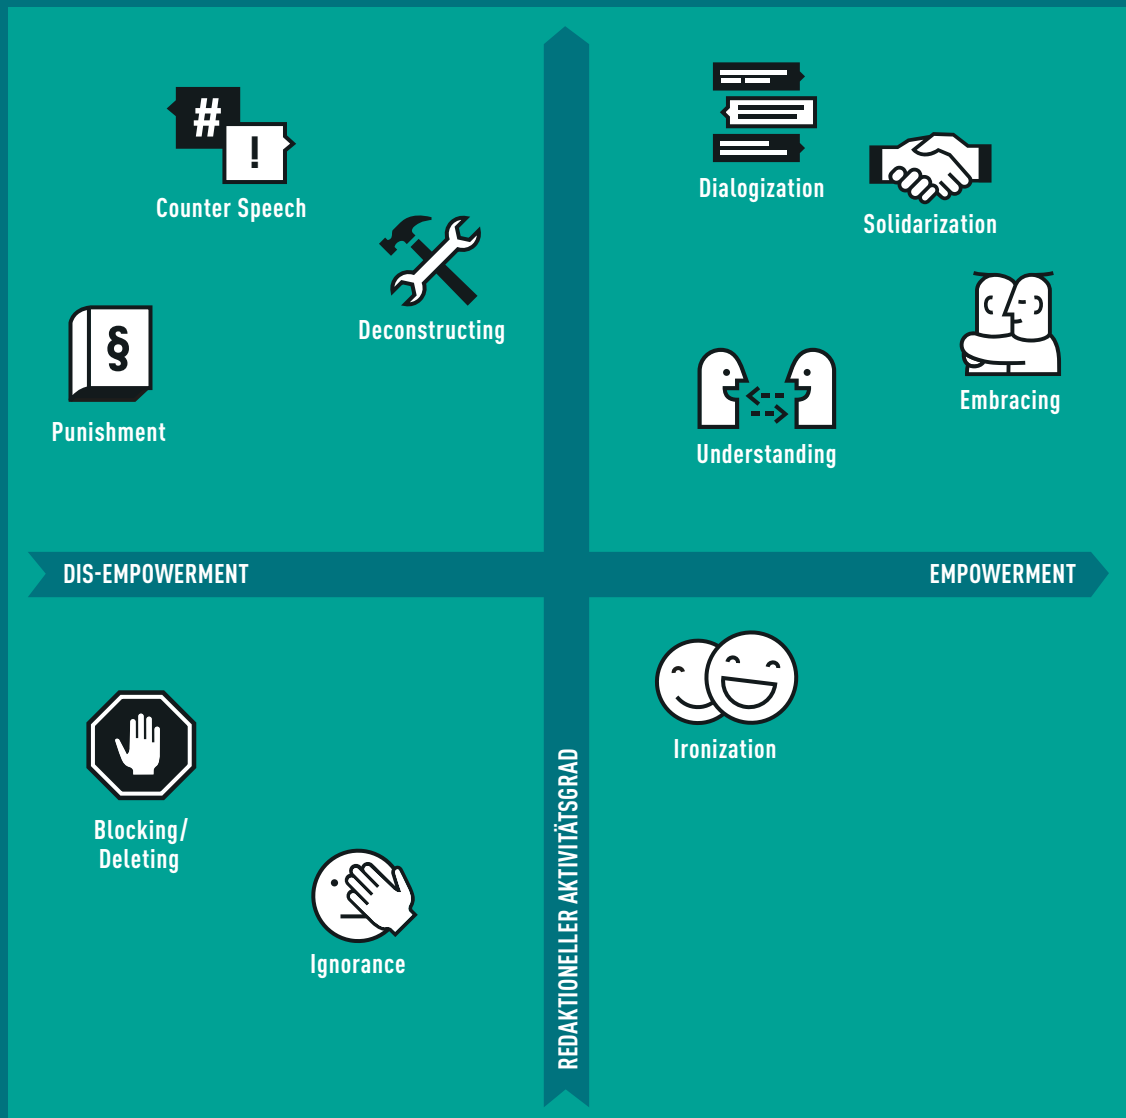 #
!
Counter Speech
Dialogization
Solidarization
Deconstructing
§
Punishment
Embracing
Understanding
DIS-EMPOWERMENT
EMPOWERMENT
Ironization
Blocking/
Deleting
Ignorance
REDAKTIONELLER AKTIVITÄTSGRAD